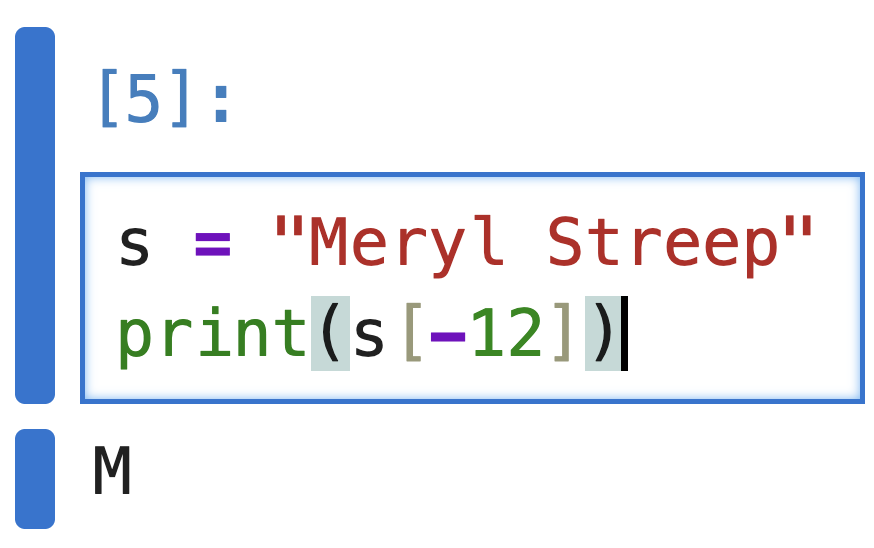 [5]:
s = "Meryl Streep"
print(s[-12])
M